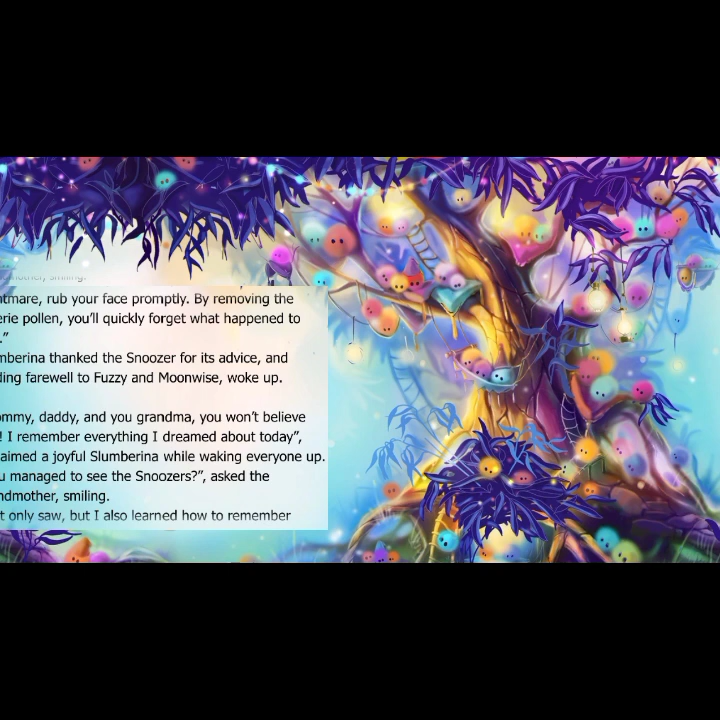 andmother, smiling.
ntmare, rub your face promptly. By removing the
erie pollen, you'll quickly forget what happened to
."
mberina thanked the Snoozer for its advice, and
ding farewell to Fuzzy and Moonwise, woke up.
ommy, daddy, and you grandma, you won't believe
! I remember everything I dreamed about today",
laimed a joyful Slumberina while waking everyone up.
u managed to see the Snoozers?", asked the
ndmother, smiling.
t only saw, but I also learned how to remember